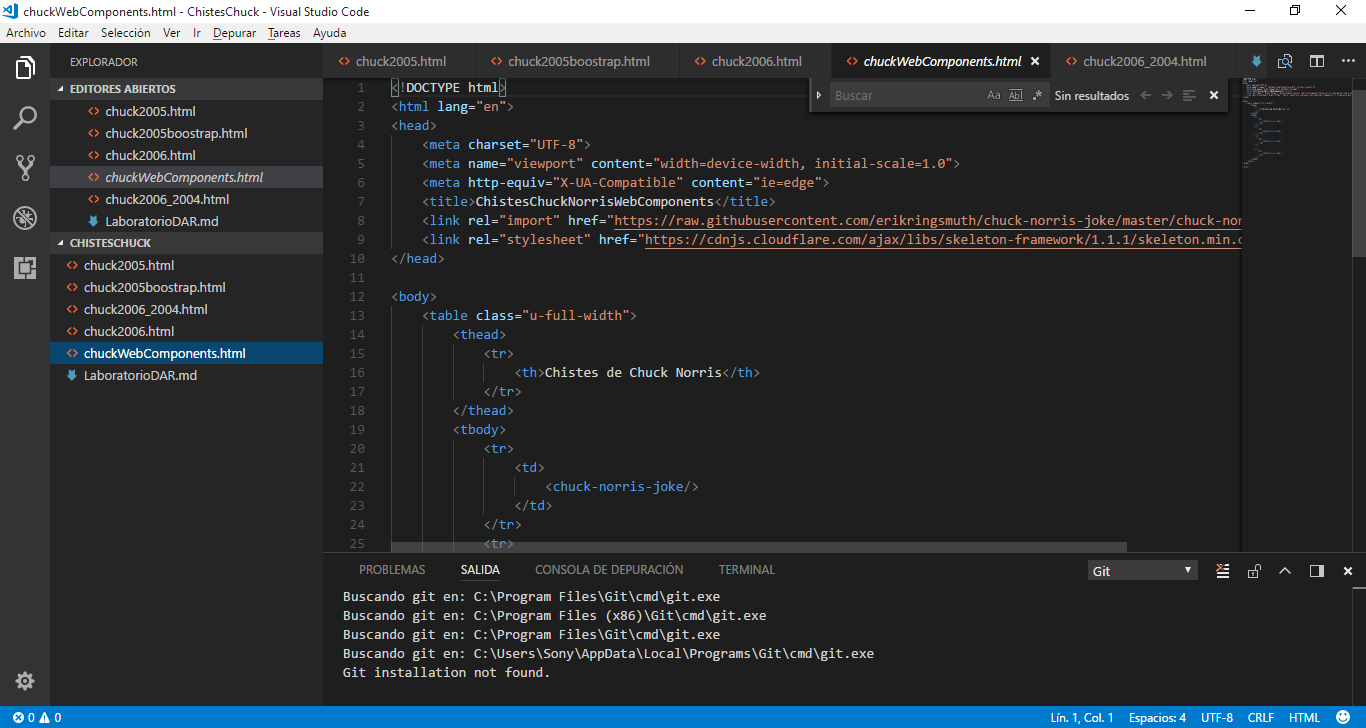 chuckWebComponents.html - ChistesChuck - Visual Studio Code
Archivo Editar Selección Ver Ir Depurar Tareas Ayuda
EXPLORADOR
EDITORES ABIERTOS
chuck2005.html
chuck2005boostrap.html
chuck2006.html
chuckWebComponents.html
chuck2006_2004.html
LaboratorioDAR.md
CHISTESCHUCK
chuck2005.html
chuck2005boostrap.html
chuck2006_2004.html
chuck2006.html
chuckWebComponents.html
LaboratorioDAR.md
chuck2005.html chuck2005boostrap.html chuck2006.html chuckWebComponents.html chuck2006_2004.html
Buscar Aa Abl .* Sin resultados
1 <!DOCTYPE html>
2 <html lang="en">
3 <head>
4 <meta charset="UTF-8">
5 <meta name="viewport" content="width=device-width, initial-scale=1.0">
6 <meta http-equiv="X-UA-Compatible" content="ie=edge">
7 <title>ChistesChuckNorrisWebComponents</title>
8 <link rel="import" href="https://raw.githubusercontent.com/erikringsmuth/chuck-norris-joke/master/chuck-nor
9 <link rel="stylesheet" href="https://cdnjs.cloudflare.com/ajax/libs/skeleton-framework/1.1.1/skeleton.min.c
10 </head>
11
12 <body>
13 <table class="u-full-width">
14 <thead>
15 <tr>
16 <th>Chistes de Chuck Norris</th>
17 </tr>
18 </thead>
19 <tbody>
20 <tr>
21 <td>
22 <chuck-norris-joke/>
23 </td>
24 </tr>
25 <tr>
PROBLEMAS SALIDA CONSOLA DE DEPURACIÓN TERMINAL Git
Buscando git en: C:\Program Files\Git\cmd\git.exe
Buscando git en: C:\Program Files (x86)\Git\cmd\git.exe
Buscando git en: C:\Program Files\Git\cmd\git.exe
Buscando git en: C:\Users\Sony\AppData\Local\Programs\Git\cmd\git.exe
Git installation not found.
0 0 Lín. 1, Col. 1 Espacios: 4 UTF-8 CRLF HTML